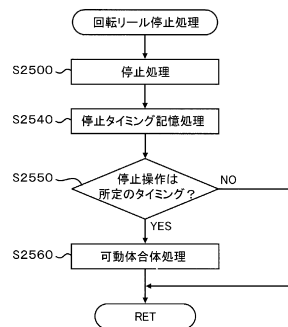 回転リール停止処理
S2500
停止処理
S2540
停止タイミング記憶処理
S2550
停止操作は
所定のタイミング？
NO
YES
S2560
可動体合体処理
RET